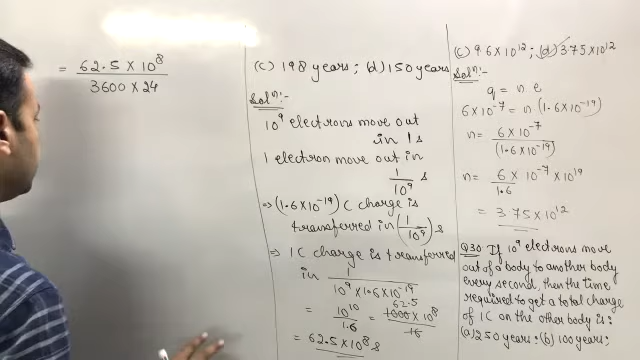 = 62.5 × 10⁸ / 3600 × 24
(c) 198 years; (d) 150 years
Solⁿ:-
10⁹ electrons move out
in 1s
1 electron move out in
1/10⁹ s
⇒ (1.6×10⁻¹⁹) C charge is
transferred in (1/10⁹) s
⇒ 1C charge is transferred
in 1 / 10⁹ × 1.6 × 10⁻¹⁹
= 10¹⁰ / 1.6 = 62.5 1000 × 10⁸ / 16
= 62.5 × 10⁸ s
(c) 9.6 × 10¹²; (d) 3.75 × 10¹²
Solⁿ:-
q = n e
6 × 10⁻⁷ = n (1.6 × 10⁻¹⁹)
n = 6 × 10⁻⁷ / (1.6 × 10⁻¹⁹)
n = 6 / 1.6 × 10⁻⁷ × 10¹⁹
= 3.75 × 10¹²
Q30: If 10⁹ electrons move
out of a body to another body
every second, then the time
required to get a total charge
of 1C on the other body is:
(a) 250 years; (b) 100 years;